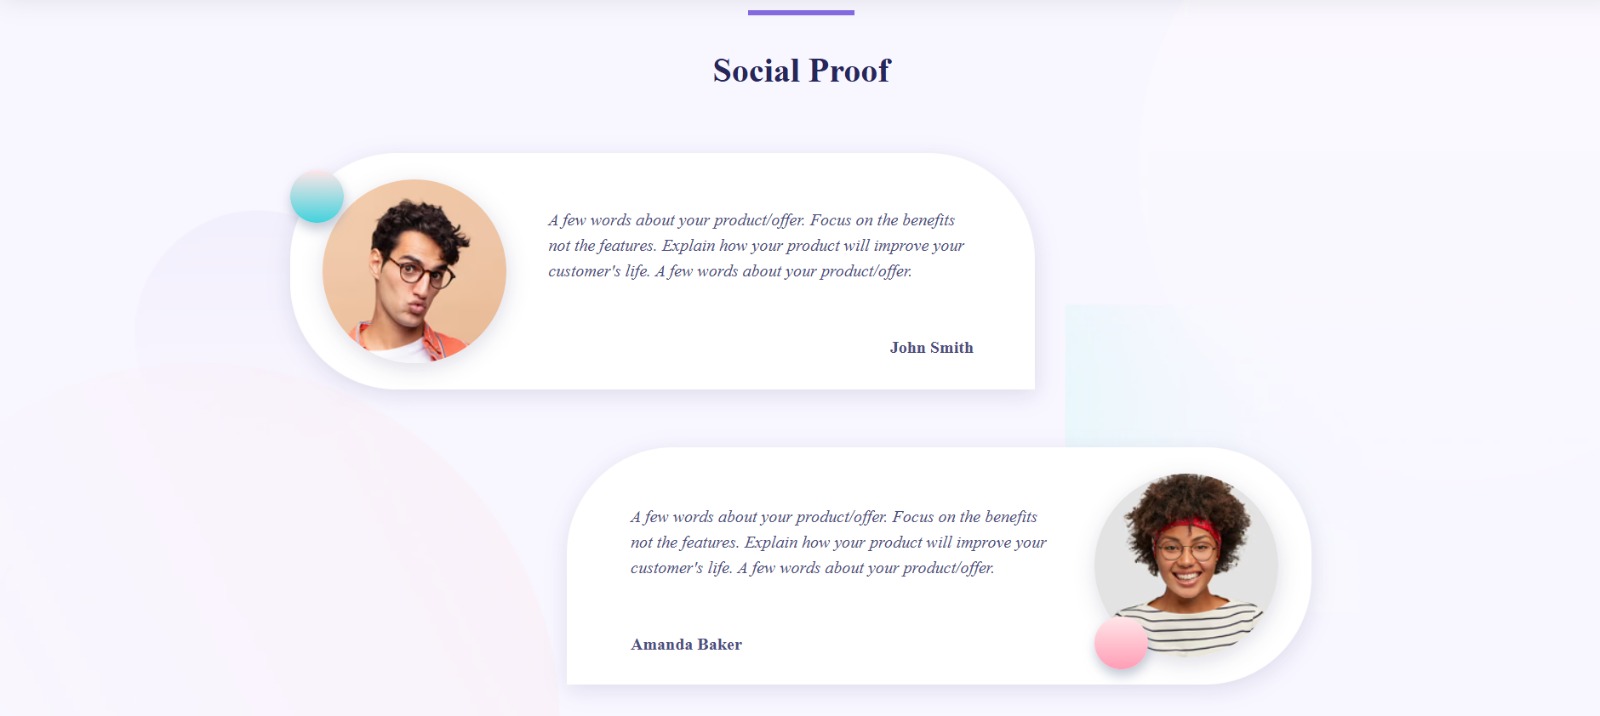 Social Proof
A few words about your product/offer. Focus on the benefits
not the features. Explain how your product will improve your
customer's life. A few words about your product/offer.
John Smith
A few words about your product/offer. Focus on the benefits
not the features. Explain how your product will improve your
customer's life. A few words about your product/offer.
Amanda Baker